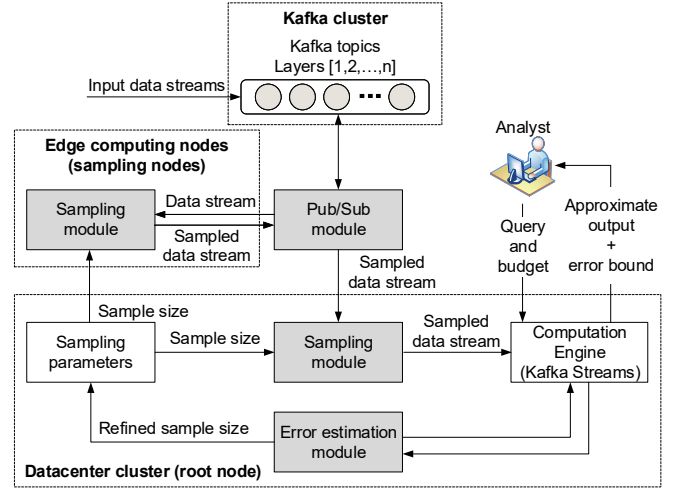 Kafka cluster
Kafka topics
Layers [1,2,…,n]
Input data streams
Edge computing nodes
(sampling nodes)
Analyst
Sampling
module
Data stream
Sampled
data stream
Pub/Sub
module
Query
and
budget
Approximate
output
+
error bound
Sampled
data stream
Sample size
Sampling
parameters
Sample size
Sampling
module
Sampled
data stream
Computation
Engine
(Kafka Streams)
Refined sample size
Error estimation
module
Datacenter cluster (root node)